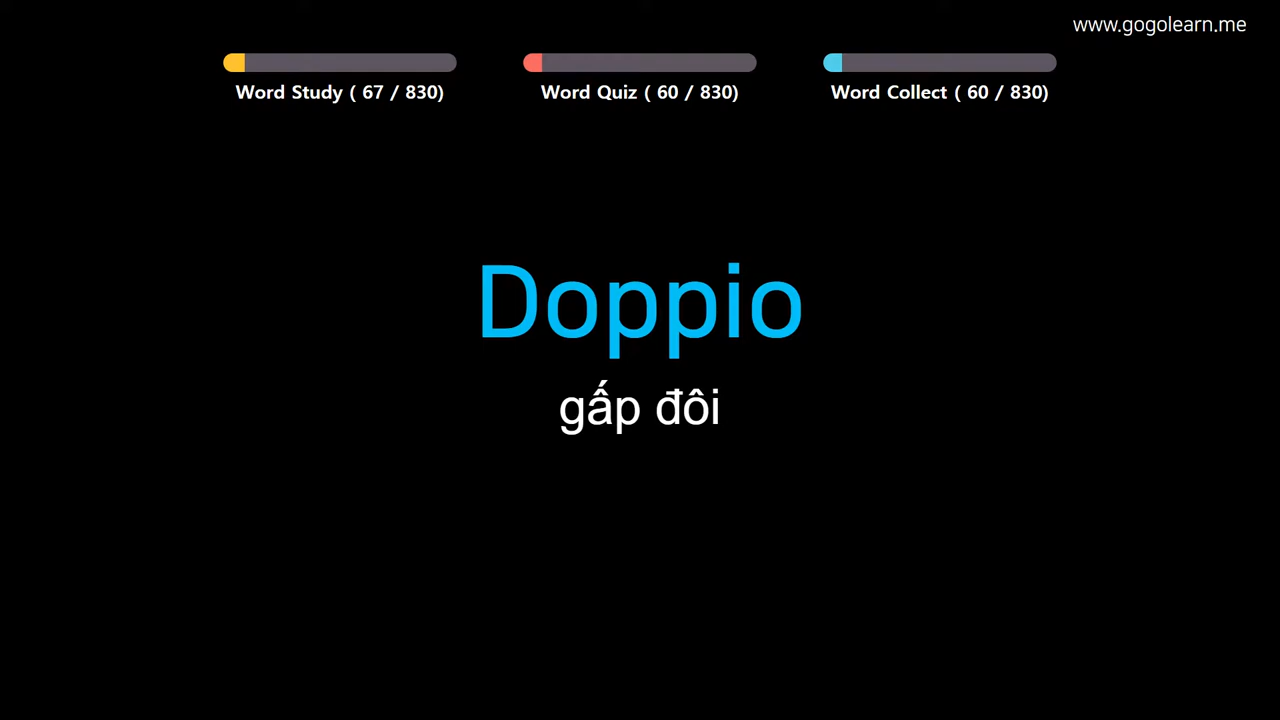 www.gogolearn.me
Word Study ( 67 / 830)
Word Quiz ( 60 / 830)
Word Collect ( 60 / 830)
Doppio
gấp đôi